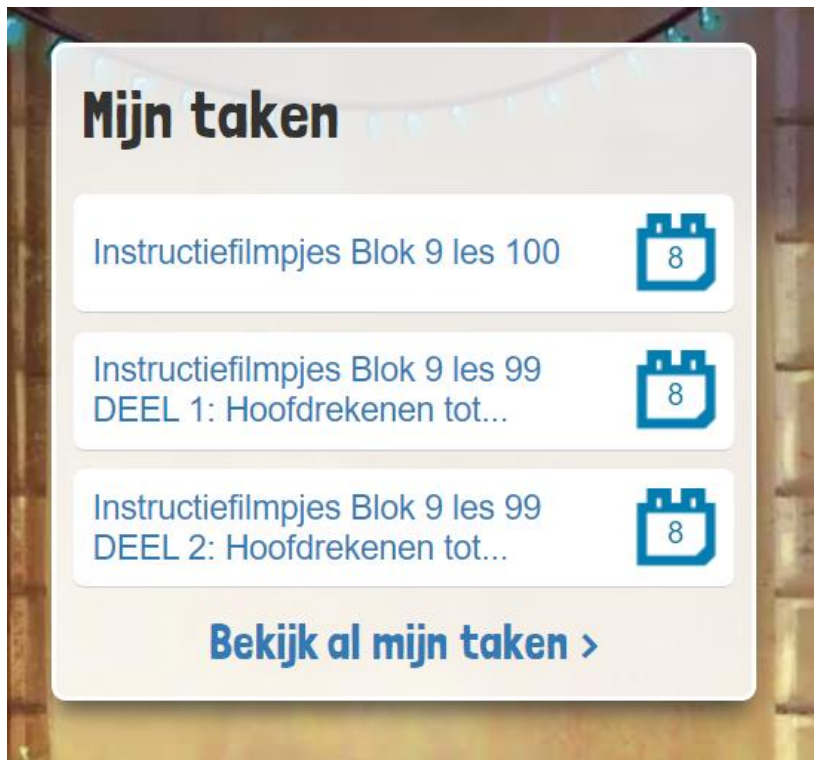 Mijn taken
Instructiefilmpjes Blok 9 les 100
8
Instructiefilmpjes Blok 9 les 99
DEEL 1: Hoofdrekenen tot...
8
Instructiefilmpjes Blok 9 les 99
DEEL 2: Hoofdrekenen tot...
8
Bekijk al mijn taken >